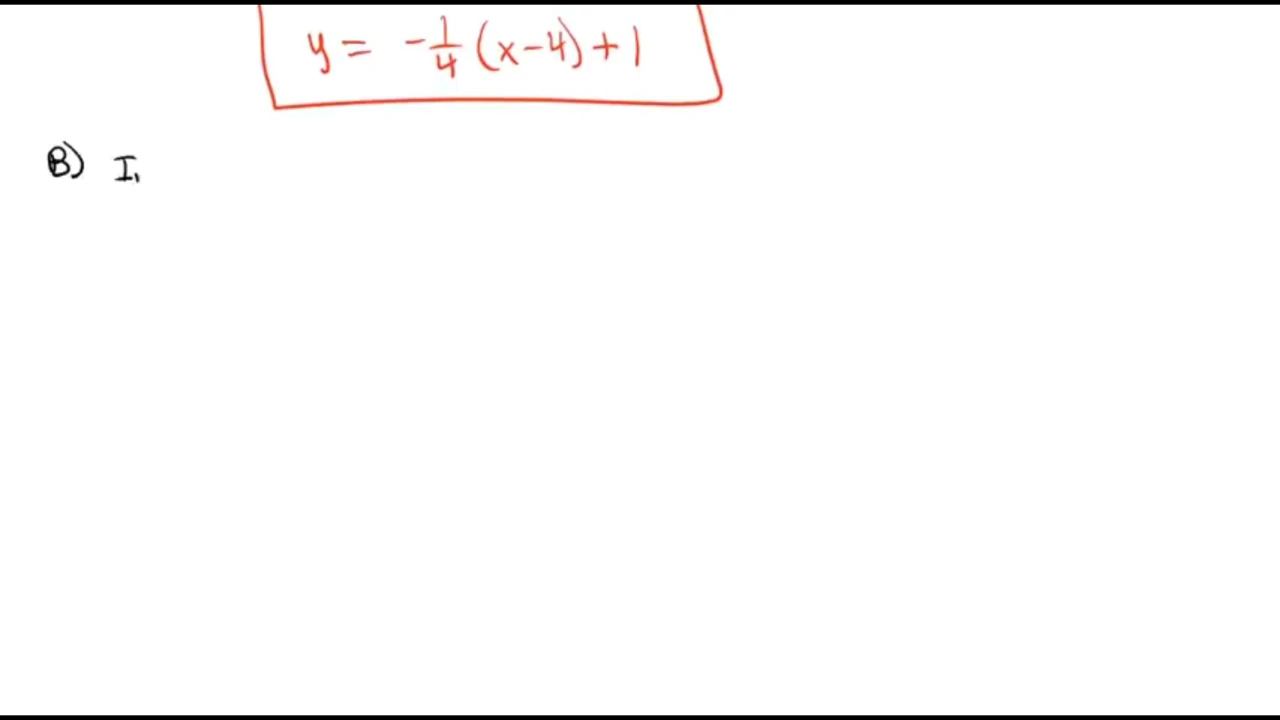 y = -1/4 (x-4) + 1
B) I